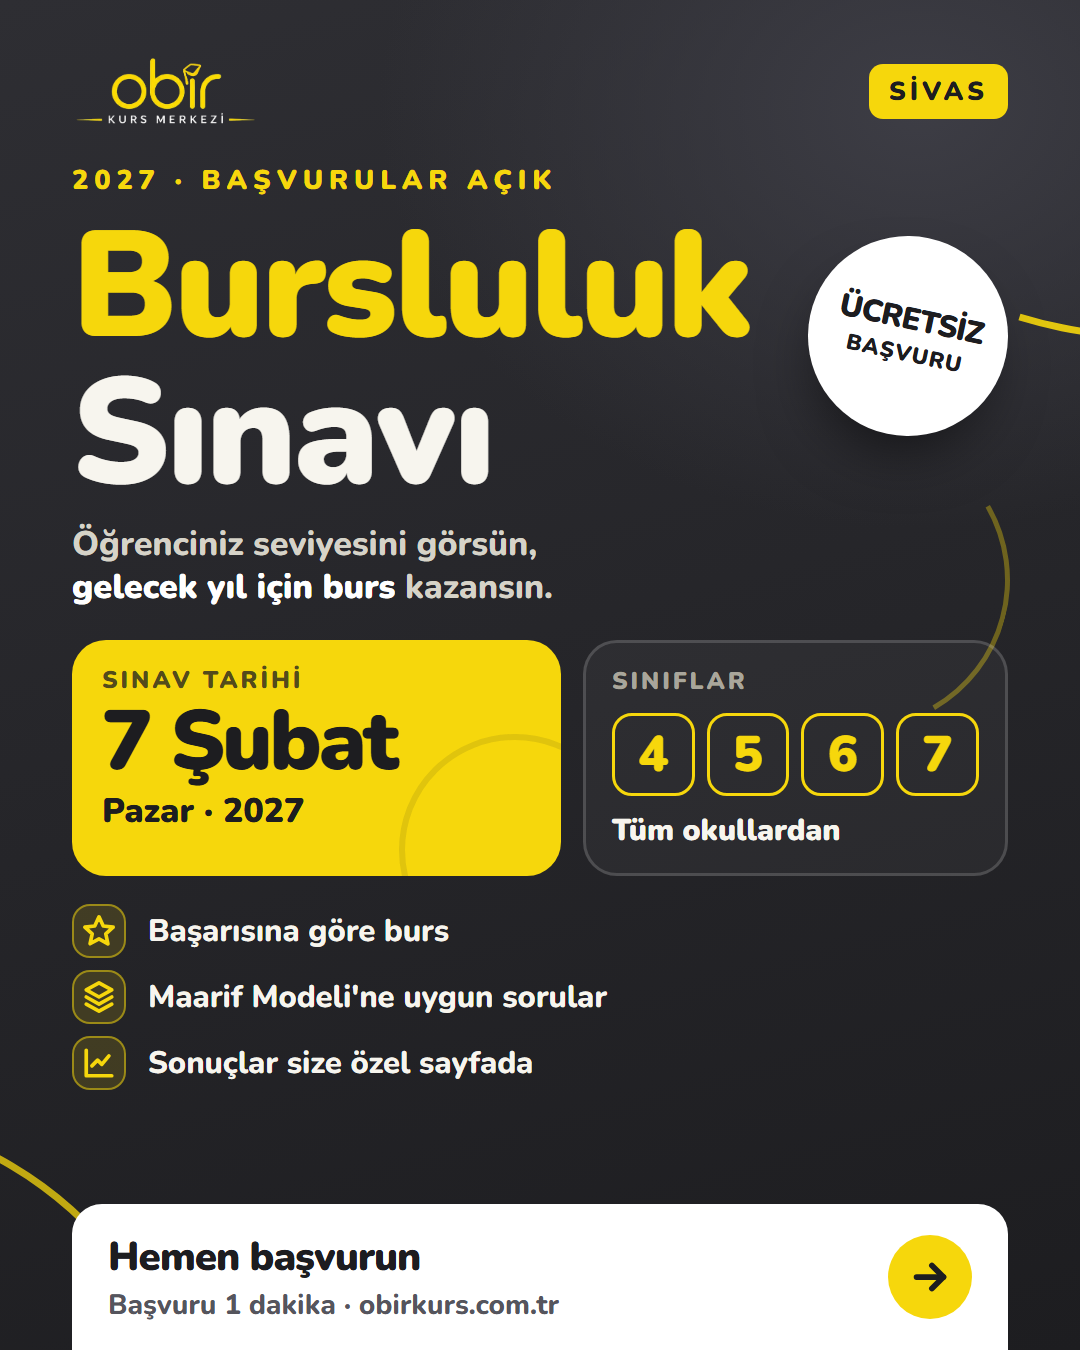 obir
KURS MERKEZİ
SİVAS
2027 · BAŞVURULAR AÇIK
Bursluluk
Sınavı
ÜCRETSİZ
BAŞVURU
Öğrenciniz seviyesini görsün,
gelecek yıl için burs kazansın.
SINAV TARİHİ
7 Şubat
Pazar · 2027
SINIFLAR
4 5 6 7
Tüm okullardan
Başarısına göre burs
Maarif Modeli'ne uygun sorular
Sonuçlar size özel sayfada
Hemen başvurun
Başvuru 1 dakika · obirkurs.com.tr